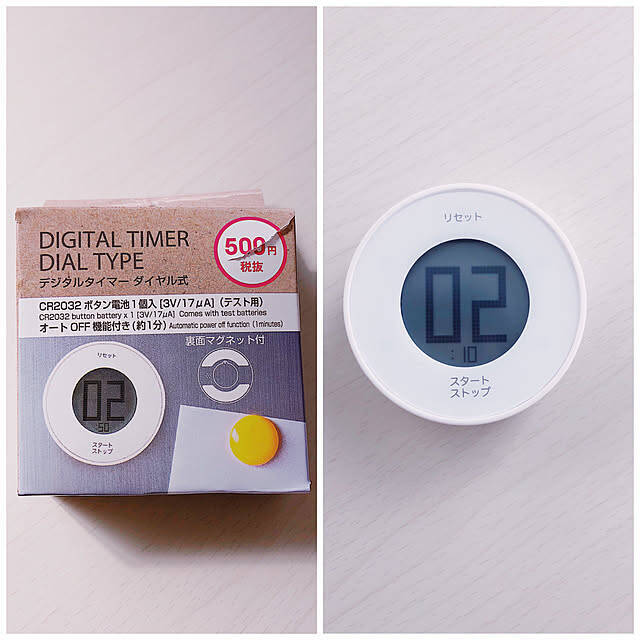 DIGITAL TIMER
DIAL TYPE
デジタルタイマー ダイヤル式
500円
税抜
CR2032 ボタン電池1個入 [3V/17μA] (テスト用)
CR2032 button battery x 1 [3V/17μA] Comes with test batteries
オートOFF機能付き (約1分) Automatic power off function (1minutes)
裏面マグネット付
リセット
02
:50
スタート
ストップ
リセット
02
:10
スタート
ストップ